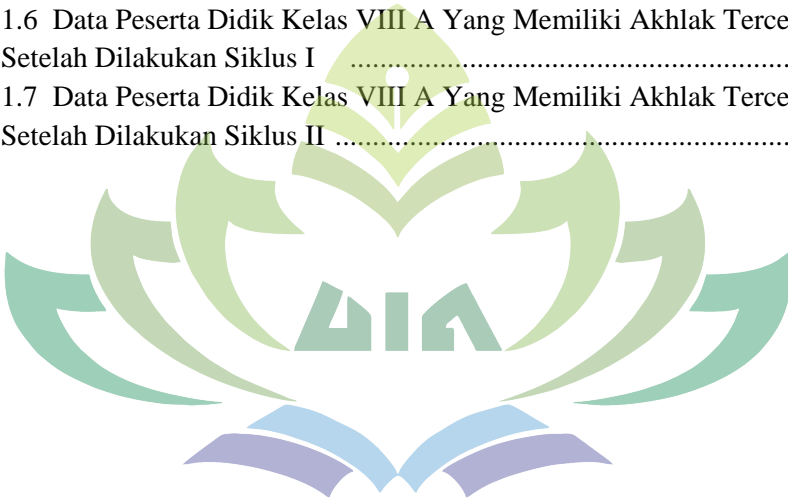 1.6 Data Peserta Didik Kelas VIII A Yang Memiliki Akhlak Terce
Setelah Dilakukan Siklus I ............................................................
1.7 Data Peserta Didik Kelas VIII A Yang Memiliki Akhlak Terce
Setelah Dilakukan Siklus II ............................................................
UIN